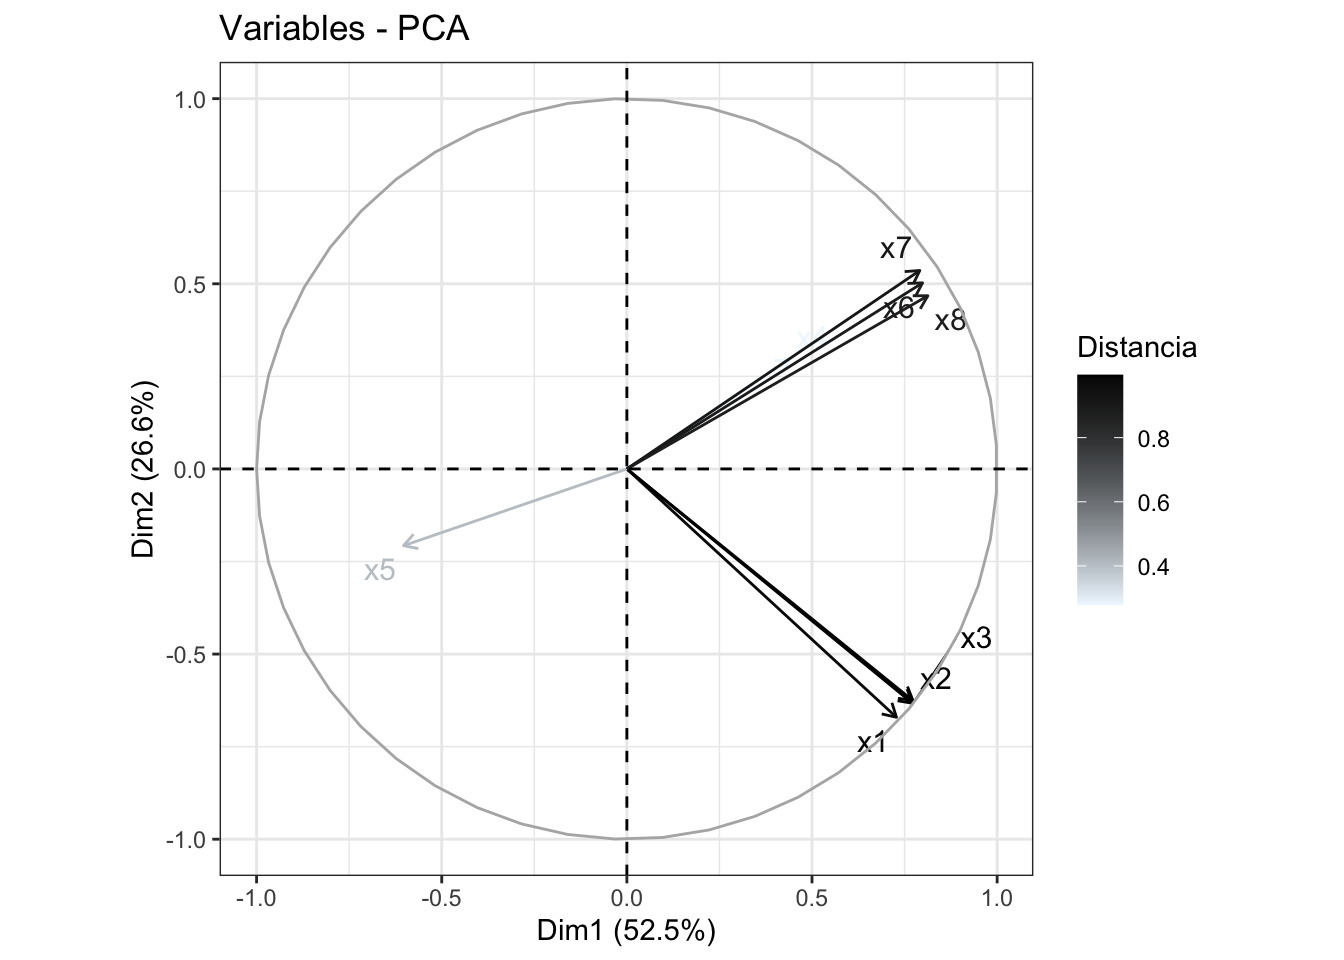 Variables - PCA
1.0
0.5
0.0
-0.5
-1.0
Dim2 (26.6%)
x7
x6
x8
x5
x3
x2
x1
-1.0
-0.5
0.0
0.5
1.0
Dim1 (52.5%)
Distancia
0.8
0.6
0.4